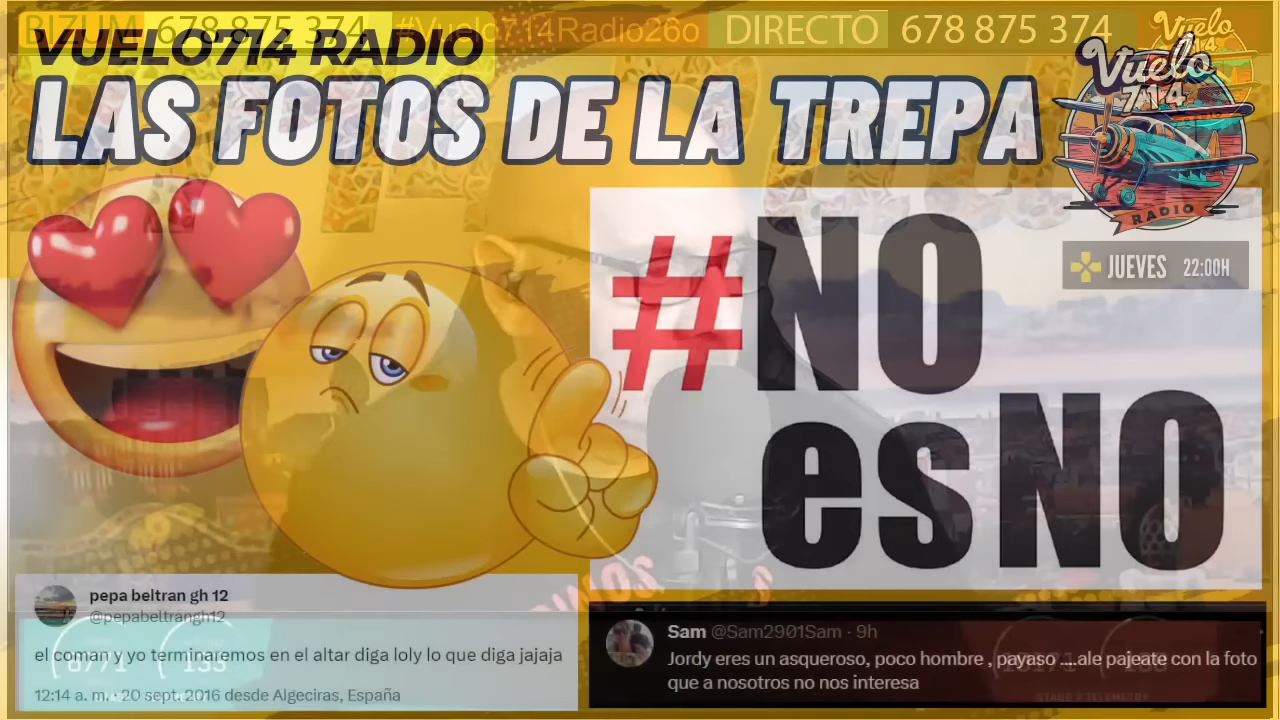 BIZUM 678 875 374 #Vuelo714Radio26o DIRECTO 678 875 374
VUELO714 RADIO
LAS FOTOS DE LA TREPA
Vuelo
714
Vuelo
714
RADIO
JUEVES 22:00H
#NO
esNO
pepa beltran gh 12
@pepabeltrangh12
el coman y yo terminaremos en el altar diga loly lo que diga jajaja
12:14 a. m. · 20 sept. 2016 desde Algeciras, España
Sam @Sam2901Sam · 9h
Jordy eres un asqueroso, poco hombre , payaso ....ale pajeate con la foto
que a nosotros no nos interesa